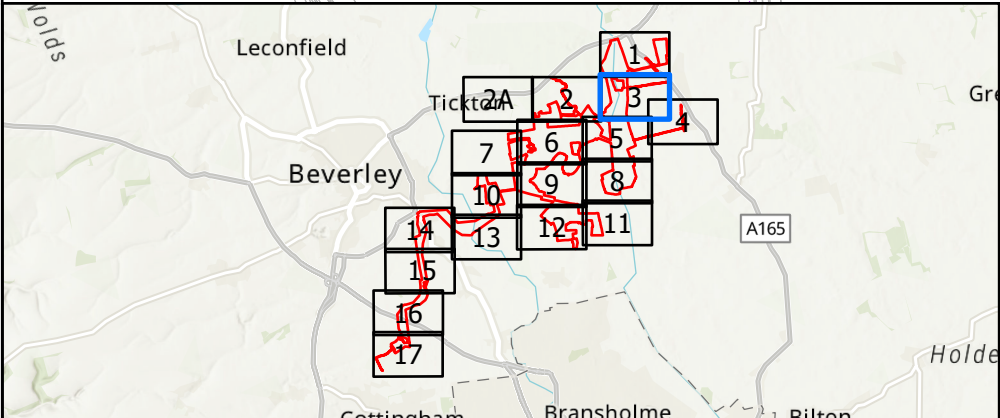 Wolds
Leconfield
1
Tickton
2A
2
3
Gre
4
5
6
7
Beverley
8
9
10
11
12
13
14
A165
15
16
17
Holde
Cottingham
Bransholme
Bilton